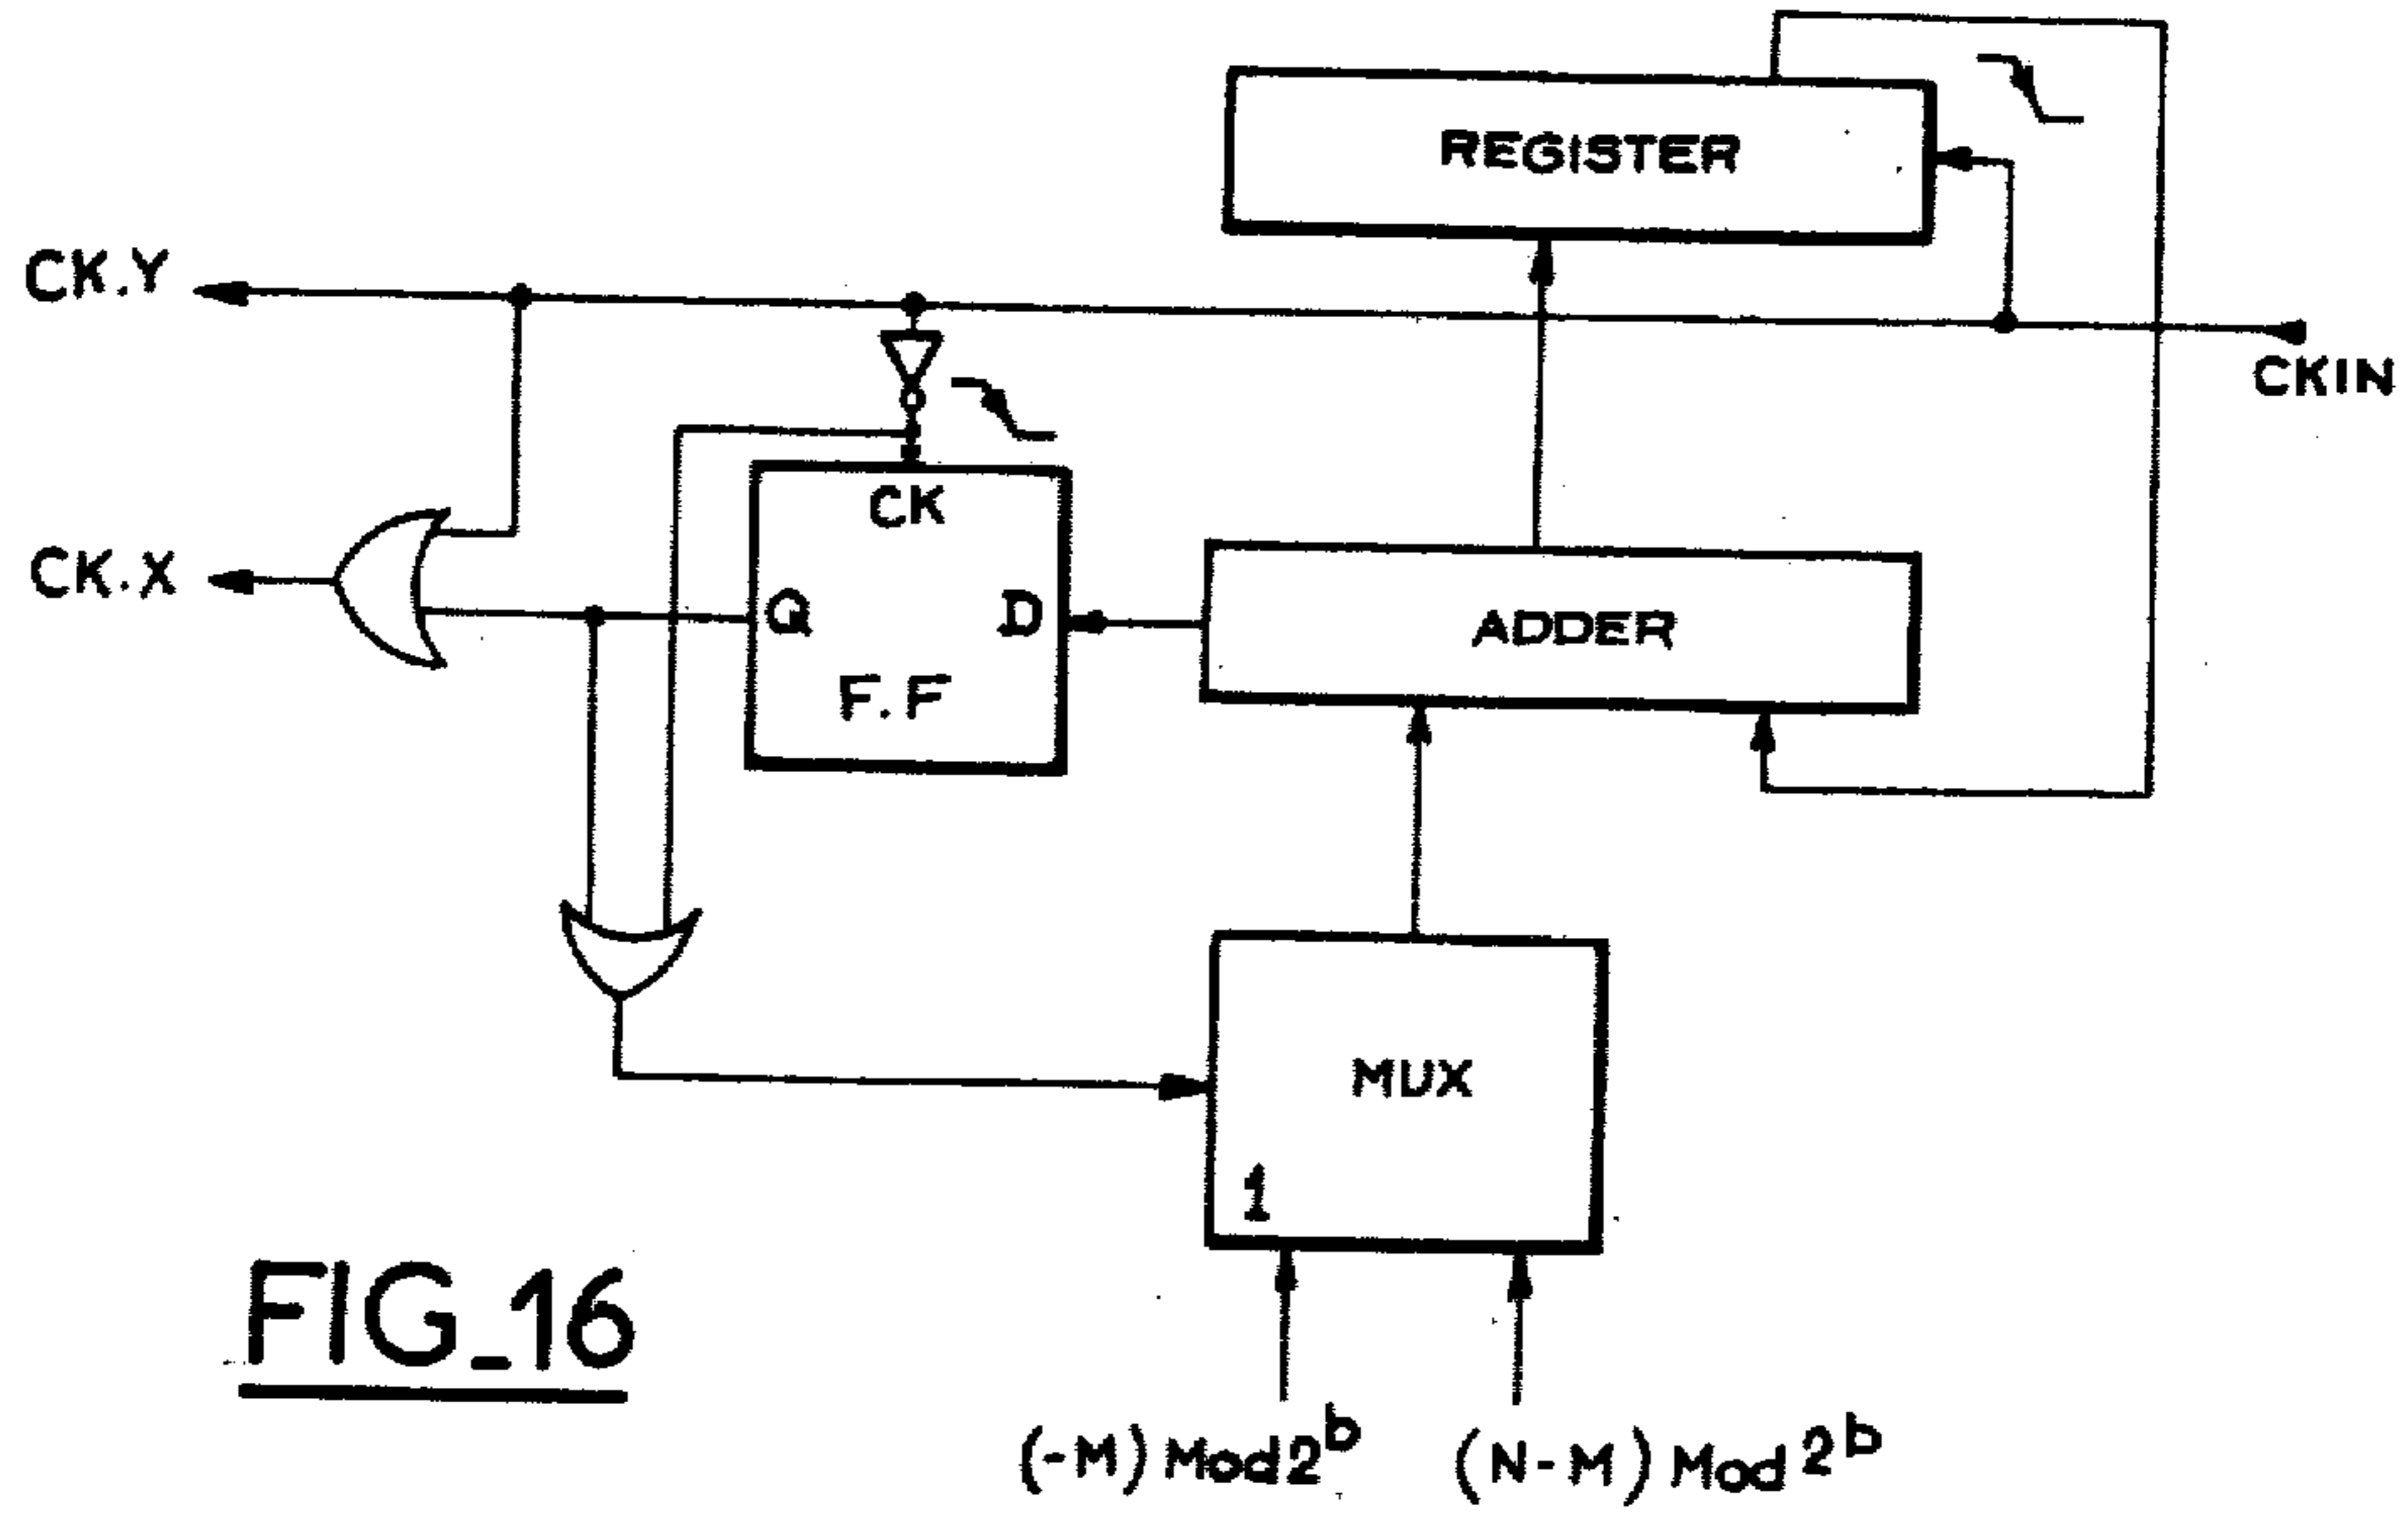 REGISTER
CK.Y
CKIN
CK
CK.X
Q D
ADDER
F.F
MUX
1
FIG_16
(-M) Mod 2^b
(N-M) Mod 2^b